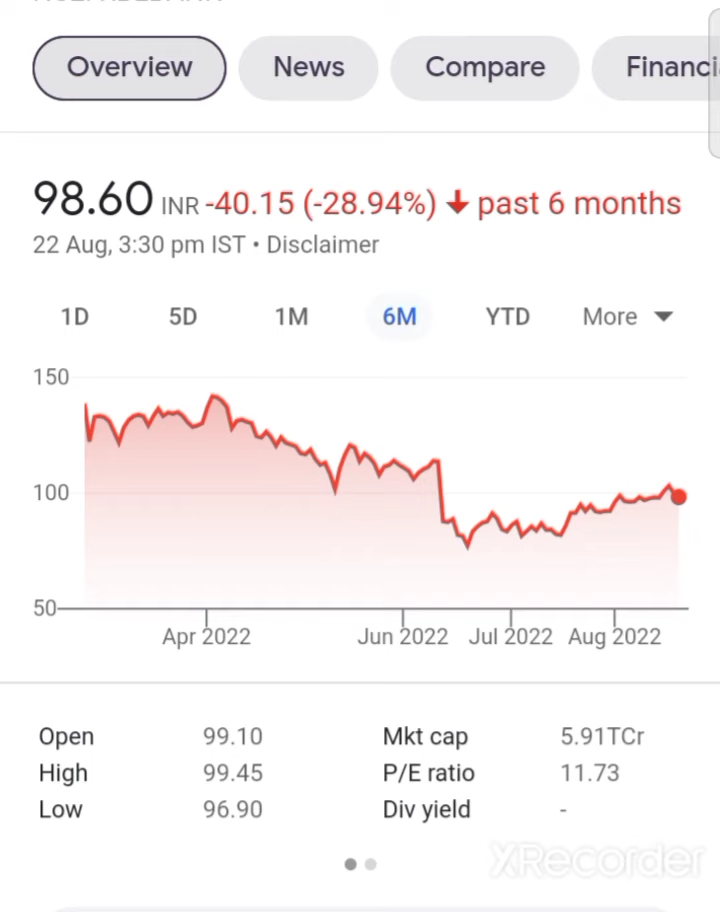 Overview News Compare
98.60 INR -40.15 (-28.94%) ↓ past 6 months
22 Aug, 3:30 pm IST • Disclaimer
1D 5D 1M 6M YTD More
150
100
50
Apr 2022 Jun 2022 Jul 2022 Aug 2022
Open 99.10 Mkt cap 5.91TCr
High 99.45 P/E ratio 11.73
Low 96.90 Div yield -
XRecorder